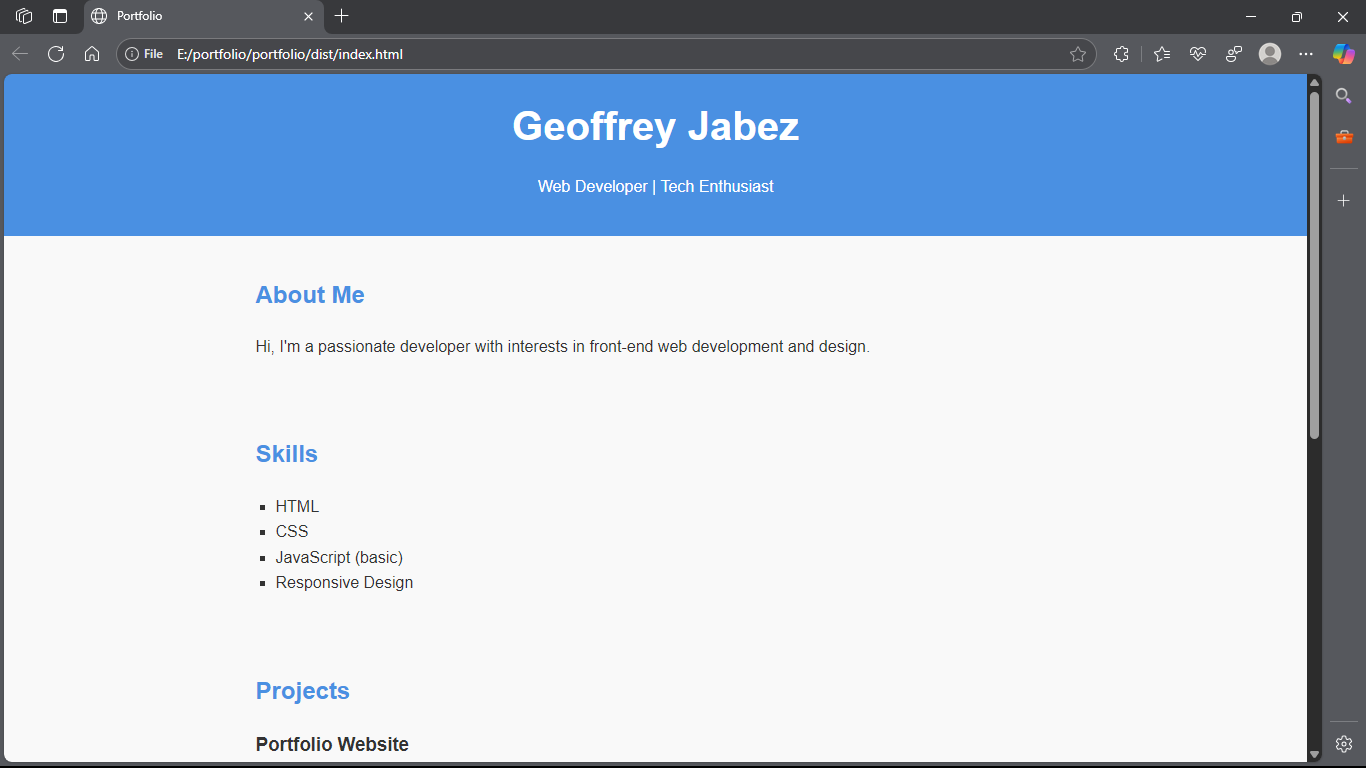 Portfolio
File E:/portfolio/portfolio/dist/index.html
Geoffrey Jabez
Web Developer | Tech Enthusiast
About Me
Hi, I'm a passionate developer with interests in front-end web development and design.
Skills
HTML
CSS
JavaScript (basic)
Responsive Design
Projects
Portfolio Website